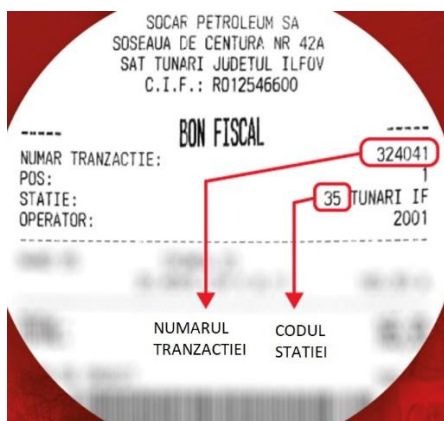 SOCAR PETROLEUM SA
SOSEAUA DE CENTURA NR 42A
SAT TUNARI JUDETUL ILFOV
C.I.F.: RO12546600
----- BON FISCAL -----
NUMAR TRANZACTIE: 324041
POS: 1
STATIE: 35 TUNARI IF
OPERATOR: 2001
NUMARUL CODUL
TRANZACTIEI STATIEI